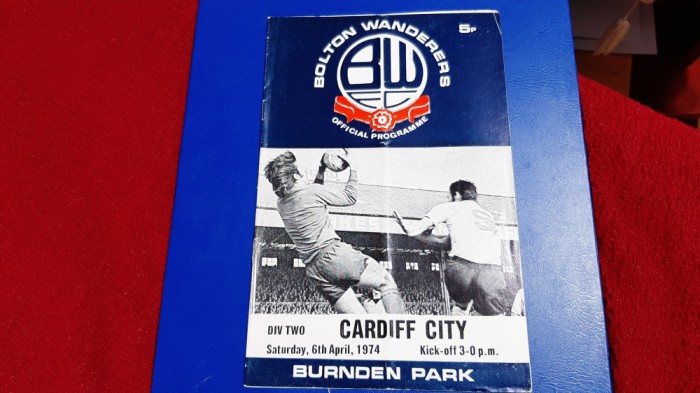 5p
BOLTON WANDERERS
BW
FC
OFFICIAL PROGRAMME
DIV TWO CARDIFF CITY
Saturday, 6th April, 1974 Kick-off 3-0 p.m.
BURNDEN PARK